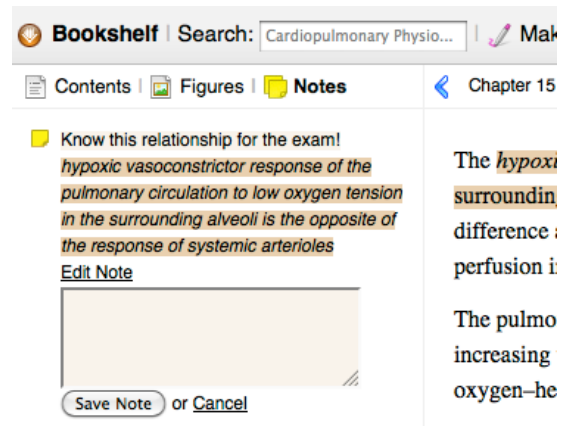 Bookshelf | Search: Cardiopulmonary Physio... | Mak
Contents | Figures | Notes
Chapter 15
Know this relationship for the exam!
hypoxic vasoconstrictor response of the
pulmonary circulation to low oxygen tension
in the surrounding alveoli is the opposite of
the response of systemic arterioles
Edit Note
Save Note or Cancel
The hypoxi
surroundin
difference a
perfusion i
The pulmo
increasing
oxygen–he